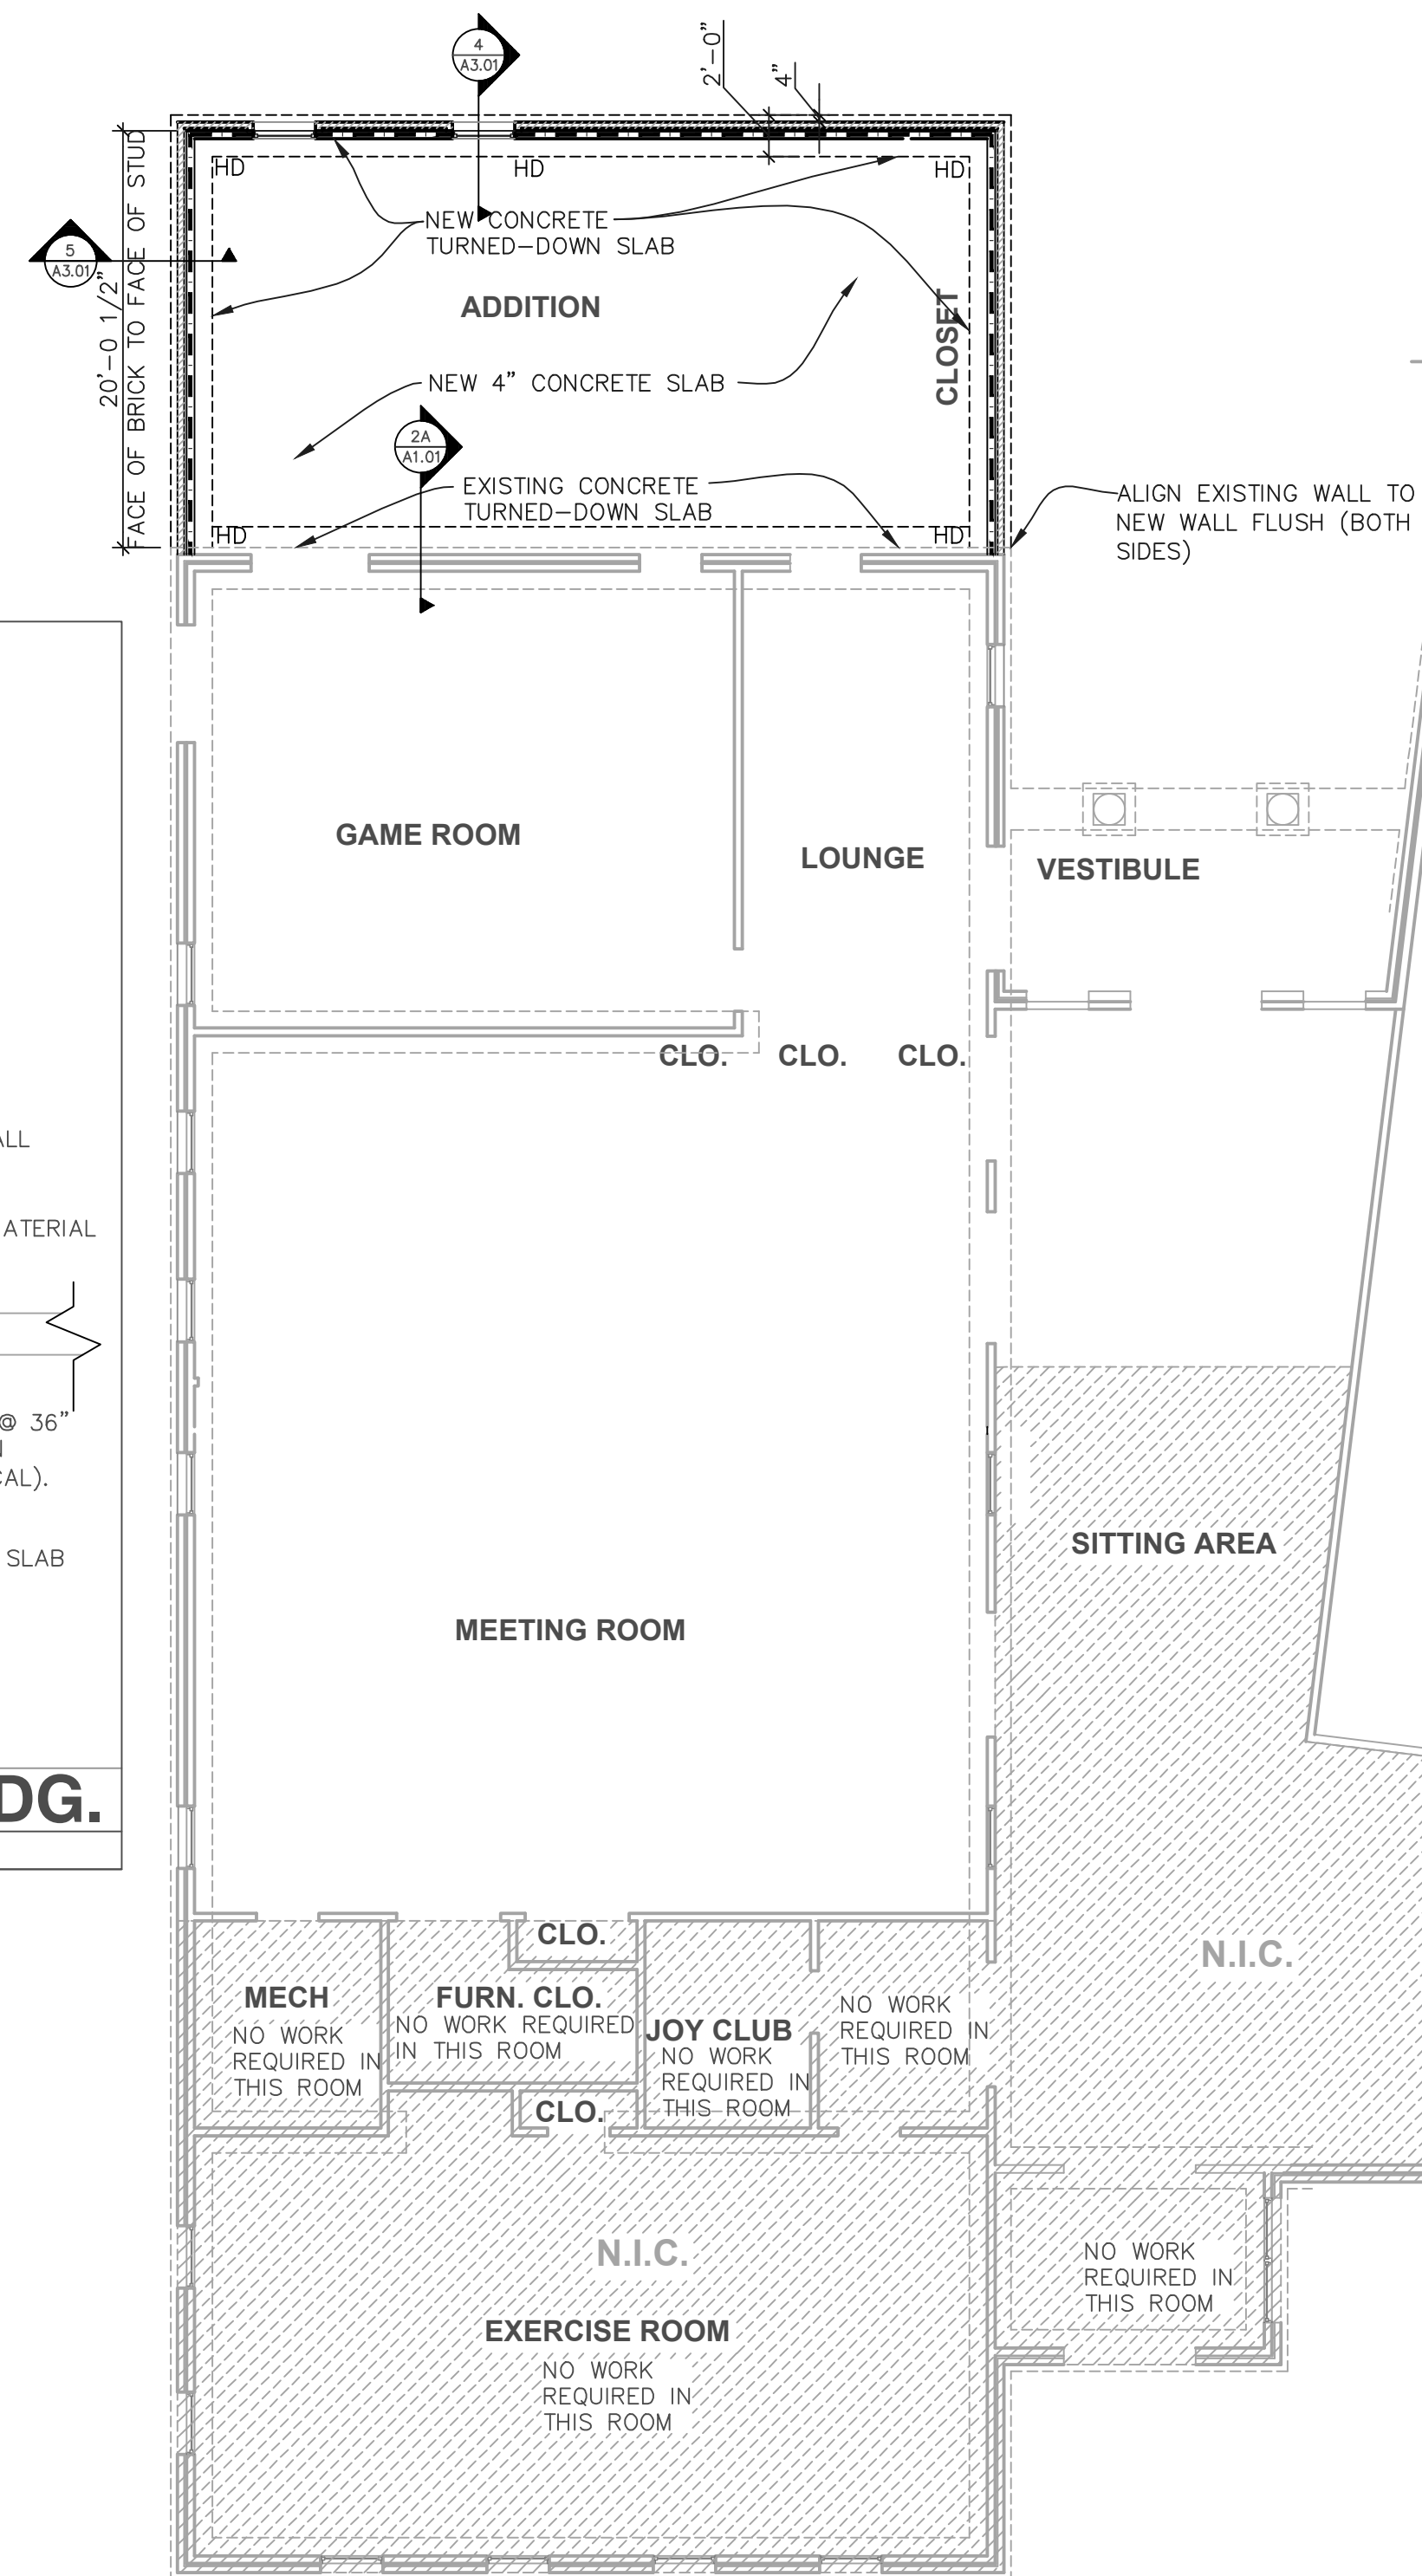 4
A3.01
2'-0"
4"
HD
HD
HD
NEW CONCRETE
TURNED-DOWN SLAB
5
A3.01
20'-0 1/2"
FACE OF BRICK TO FACE OF STUD
ADDITION
CLOSET
NEW 4" CONCRETE SLAB
2A
A1.01
EXISTING CONCRETE
TURNED-DOWN SLAB
HD
HD
ALIGN EXISTING WALL TO
NEW WALL FLUSH (BOTH
SIDES)
GAME ROOM
LOUNGE
VESTIBULE
CLO.
CLO.
CLO.
ALL
ATERIAL
@ 36"
N
CAL).
SLAB
DG.
SITTING AREA
MEETING ROOM
CLO.
N.I.C.
MECH
NO WORK
REQUIRED IN
THIS ROOM
FURN. CLO.
NO WORK REQUIRED
IN THIS ROOM
JOY CLUB
NO WORK
REQUIRED IN
THIS ROOM
NO WORK
REQUIRED IN
THIS ROOM
CLO.
N.I.C.
EXERCISE ROOM
NO WORK
REQUIRED IN
THIS ROOM
NO WORK
REQUIRED IN
THIS ROOM